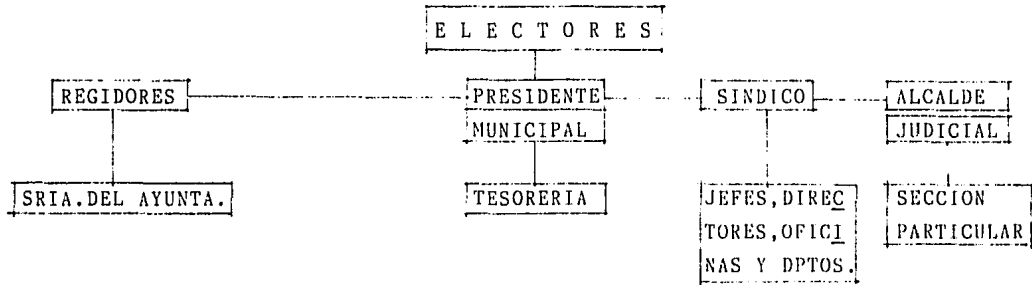 E L E C T O R E S
REGIDORES
PRESIDENTE
MUNICIPAL
SINDICO
ALCALDE
JUDICIAL
SRIA.DEL AYUNTA.
TESORERIA
JEFES,DIREC
TORES,OFICI
NAS Y DPTOS.
SECCION
PARTICULAR